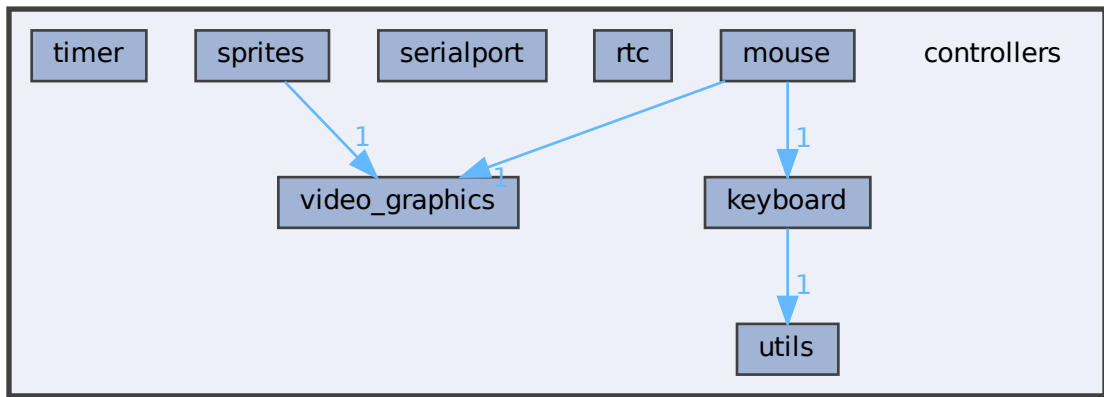 timer
sprites
serialport
rtc
mouse
controllers
1
1
1
video_graphics
keyboard
1
utils